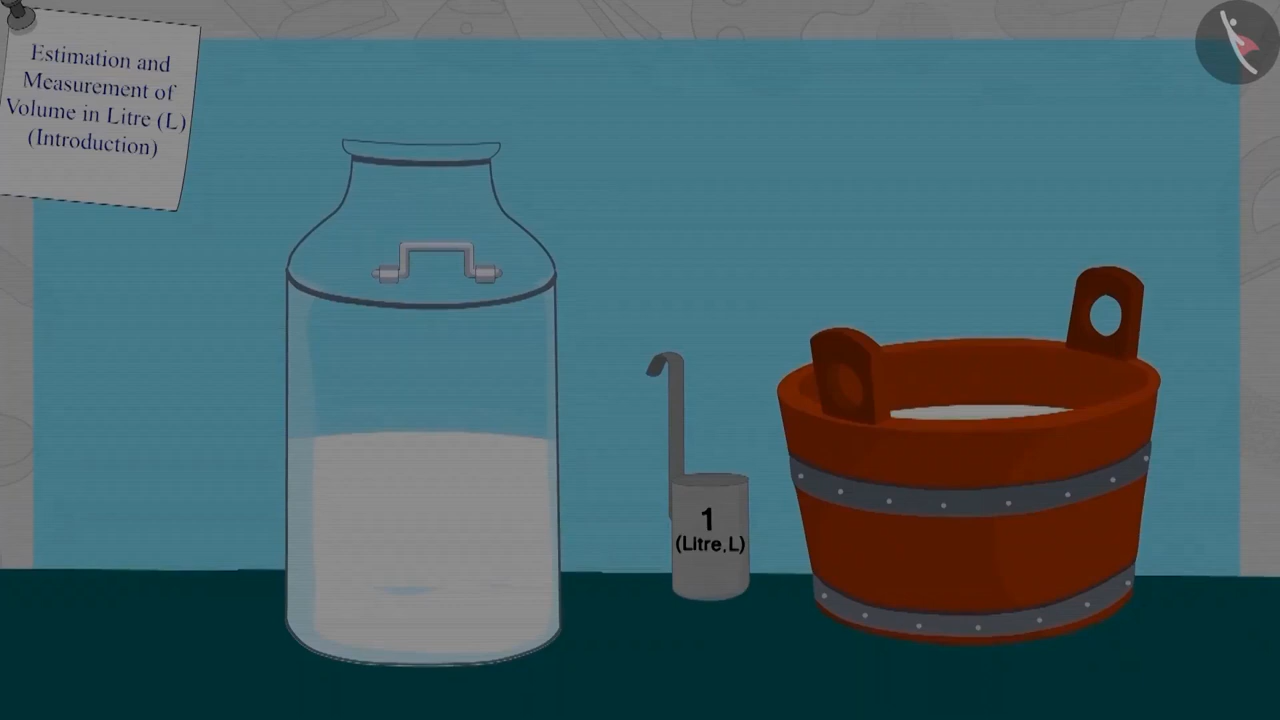 Estimation and
Measurement of
Volume in Litre (L)
(Introduction)
1
(Litre,L)